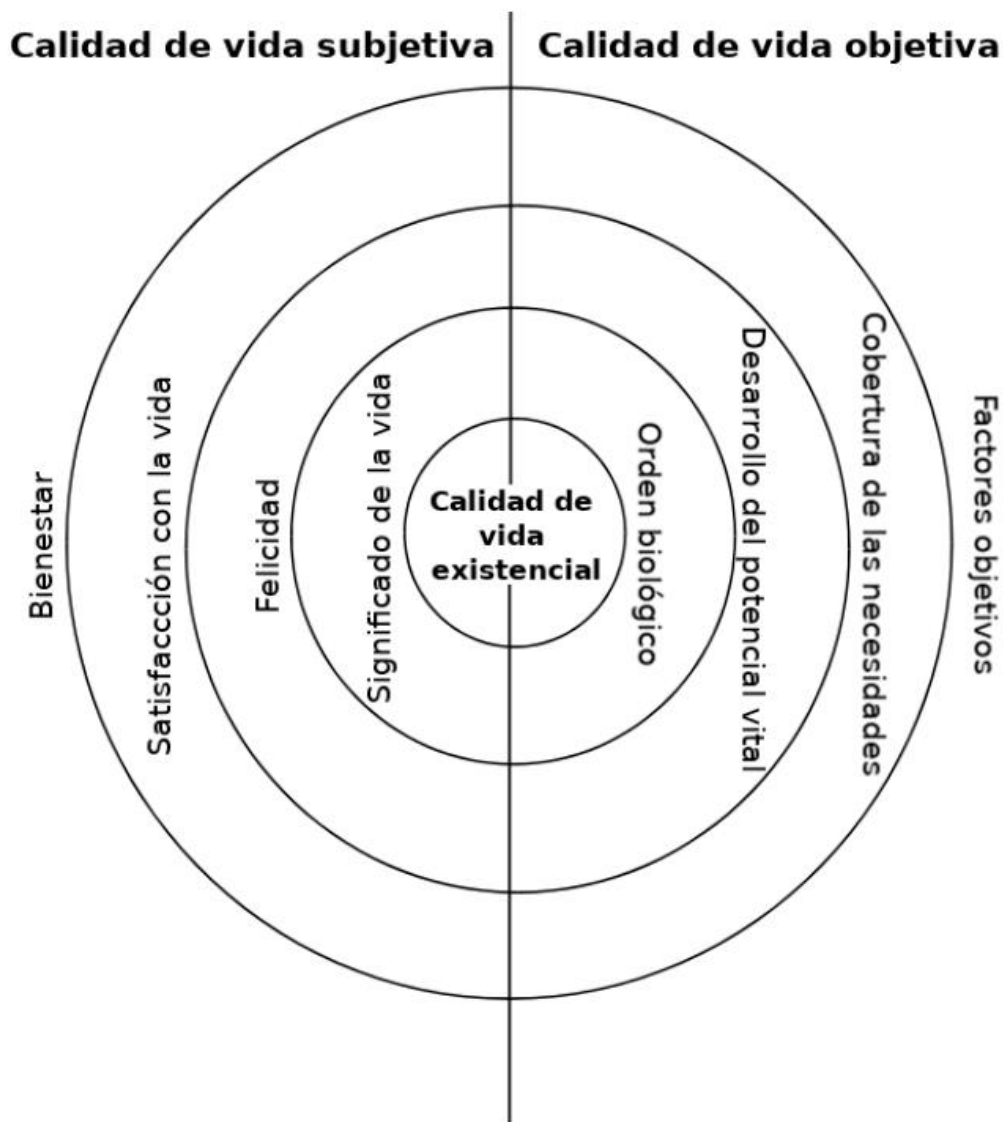 Calidad de vida subjetiva
Calidad de vida objetiva
Bienestar
Satisfaccción con la vida
Felicidad
Significado de la vida
Calidad de
vida
existencial
Orden biológico
Desarrollo del potencial vital
Cobertura de las necesidades
Factores objetivos